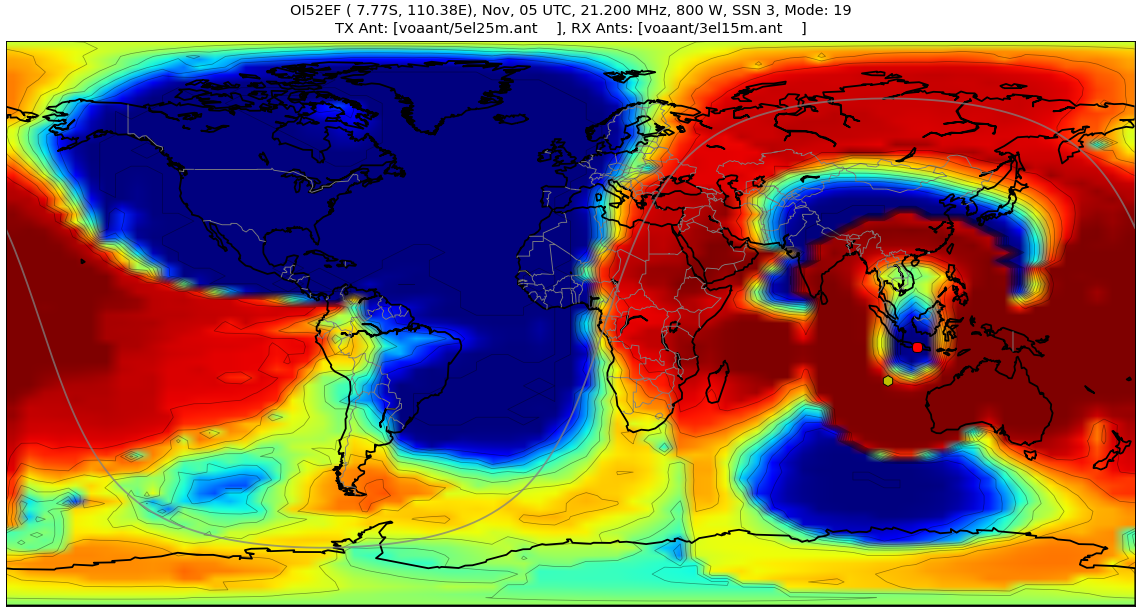 OI52EF ( 7.77S, 110.38E), Nov, 05 UTC, 21.200 MHz, 800 W, SSN 3, Mode: 19
TX Ant: [voaant/5el25m.ant    ], RX Ants: [voaant/3el15m.ant    ]